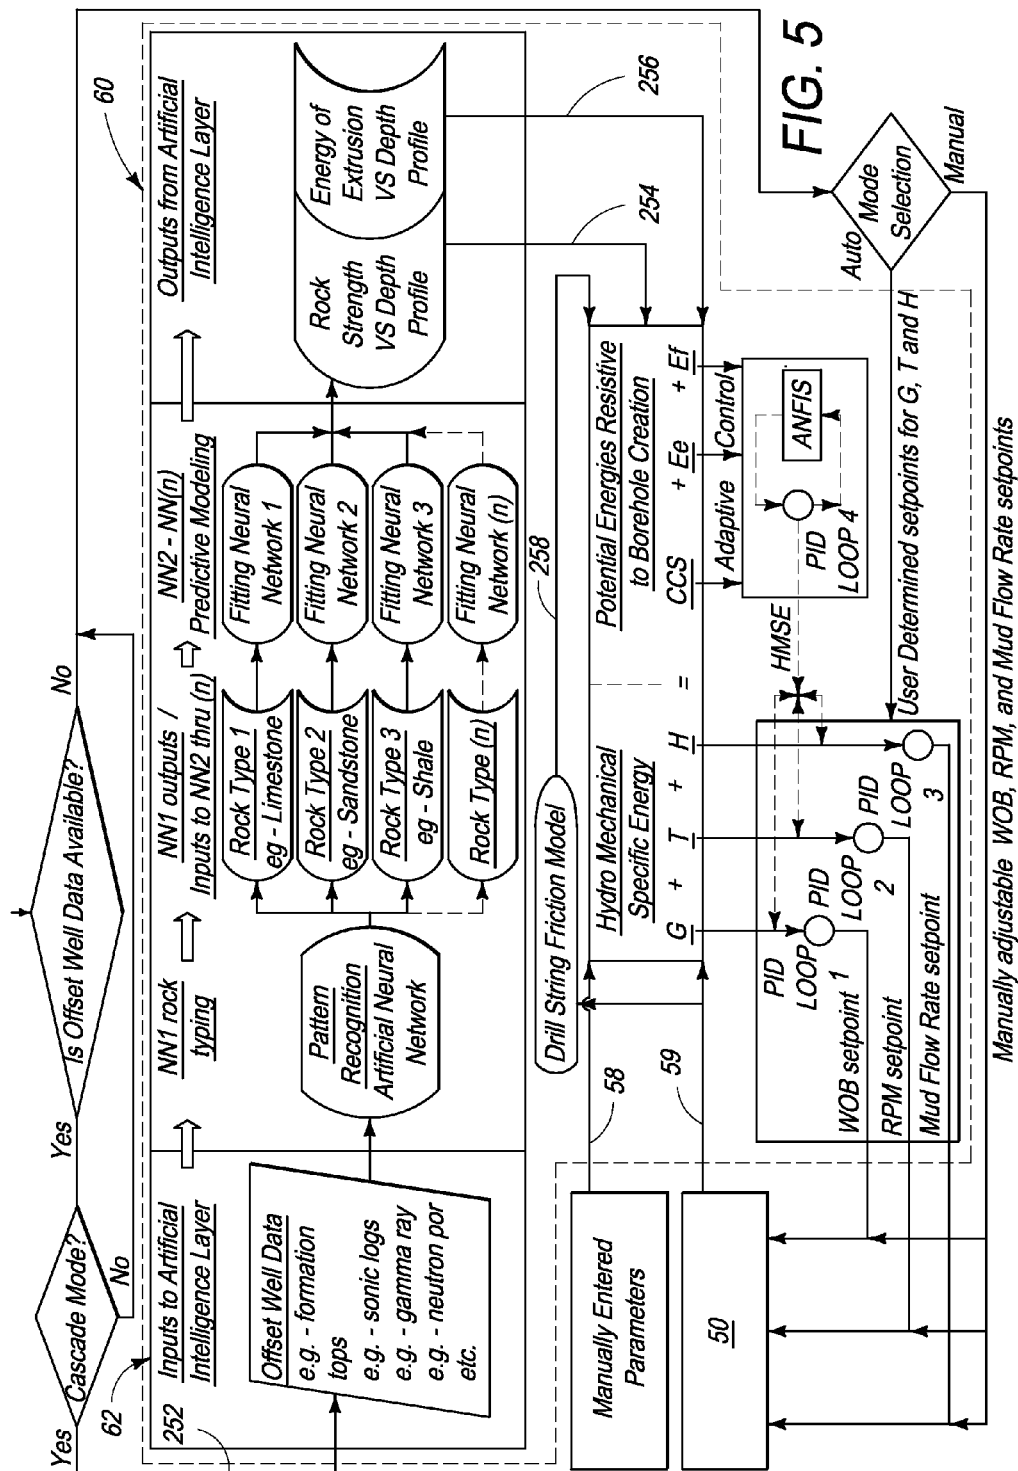 Yes
Cascade Mode?
No
Yes
Is Offset Well Data Available?
No
62
252
60
Inputs to Artificial
Intelligence Layer
NN1 rock
typing
NN1 outputs /
Inputs to NN2 thru (n)
NN2 - NN(n)
Predictive Modeling
Outputs from Artificial
Intelligence Layer
Offset Well Data
e.g. - formation
tops
e.g. - sonic logs
e.g. - gamma ray
e.g. - neutron por
etc.
Pattern
Recognition
Artificial Neural
Network
Rock Type 1
eg - Limestone
Rock Type 2
eg - Sandstone
Rock Type 3
eg - Shale
Rock Type (n)
Fitting Neural
Network 1
Fitting Neural
Network 2
Fitting Neural
Network 3
Fitting Neural
Network (n)
Rock
Strength
VS Depth
Profile
Energy of
Extrusion
VS Depth
Profile
254
256
258
Drill String Friction Model
Manually Entered
Parameters
58
50
59
Hydro Mechanical
Specific Energy
Potential Energies Resistive
to Borehole Creation
G + T + H = CCS + Ee + Ef
HMSE
Adaptive Control
PID
LOOP 4
ANFIS
PID
LOOP
1
PID
LOOP
2
PID
LOOP
3
WOB setpoint
RPM setpoint
Mud Flow Rate setpoint
User Determined setpoints for G, T and H
Auto
Mode
Selection
Manual
Manually adjustable WOB, RPM, and Mud Flow Rate setpoints
FIG. 5